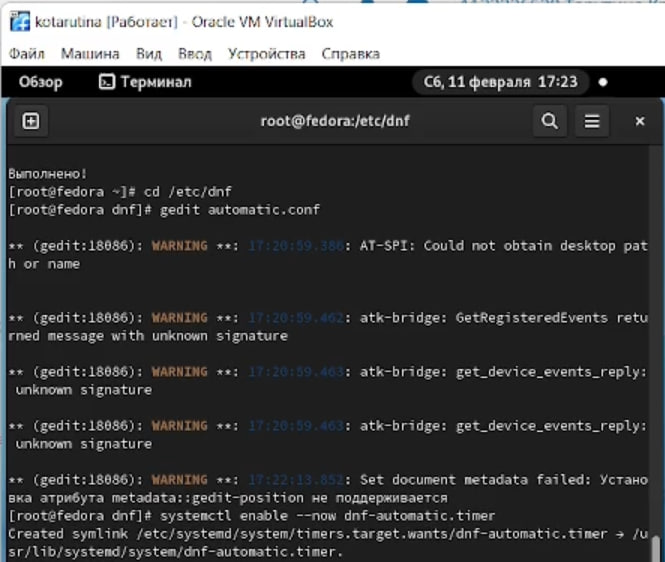 kotarutina [Работает] - Oracle VM VirtualBox
Файл Машина Вид Ввод Устройства Справка
Обзор Терминал Сб, 11 февраля 17:23
root@fedora:/etc/dnf
Выполнено!
[root@fedora ~]# cd /etc/dnf
[root@fedora dnf]# gedit automatic.conf
** (gedit:18086): WARNING **: 17:20:59.386: AT-SPI: Could not obtain desktop pat
h or name
** (gedit:18086): WARNING **: 17:20:59.462: atk-bridge: GetRegisteredEvents retu
rned message with unknown signature
** (gedit:18086): WARNING **: 17:20:59.463: atk-bridge: get_device_events_reply:
unknown signature
** (gedit:18086): WARNING **: 17:20:59.463: atk-bridge: get_device_events_reply:
unknown signature
** (gedit:18086): WARNING **: 17:22:13.852: Set document metadata failed: Устано
вка атрибута metadata::gedit-position не поддерживается
[root@fedora dnf]# systemctl enable --now dnf-automatic.timer
Created symlink /etc/systemd/system/timers.target.wants/dnf-automatic.timer → /u
sr/lib/systemd/system/dnf-automatic.timer.